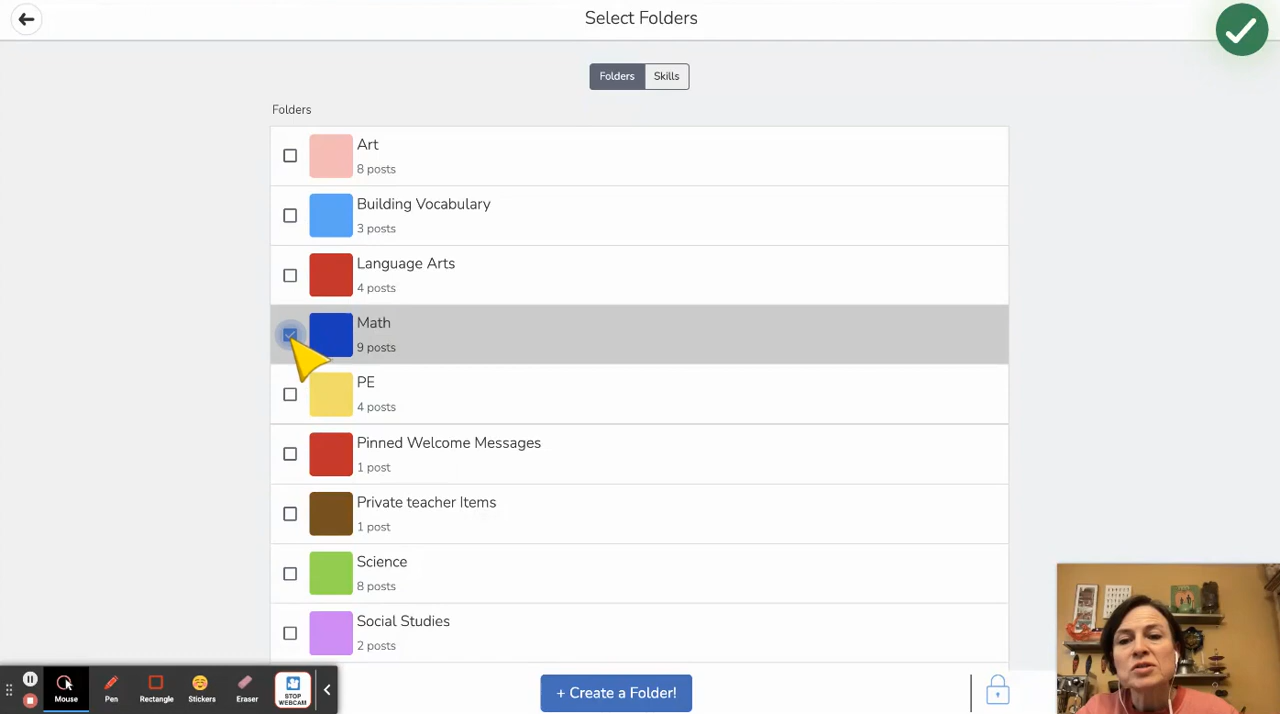 Select Folders
Folders
Skills
Folders
Art
8 posts
Building Vocabulary
3 posts
Language Arts
4 posts
Math
9 posts
PE
4 posts
Pinned Welcome Messages
1 post
Private teacher Items
1 post
Science
8 posts
Social Studies
2 posts
+ Create a Folder!
Mouse
Pen
Rectangle
Stickers
Eraser
STOP
WEBCAM